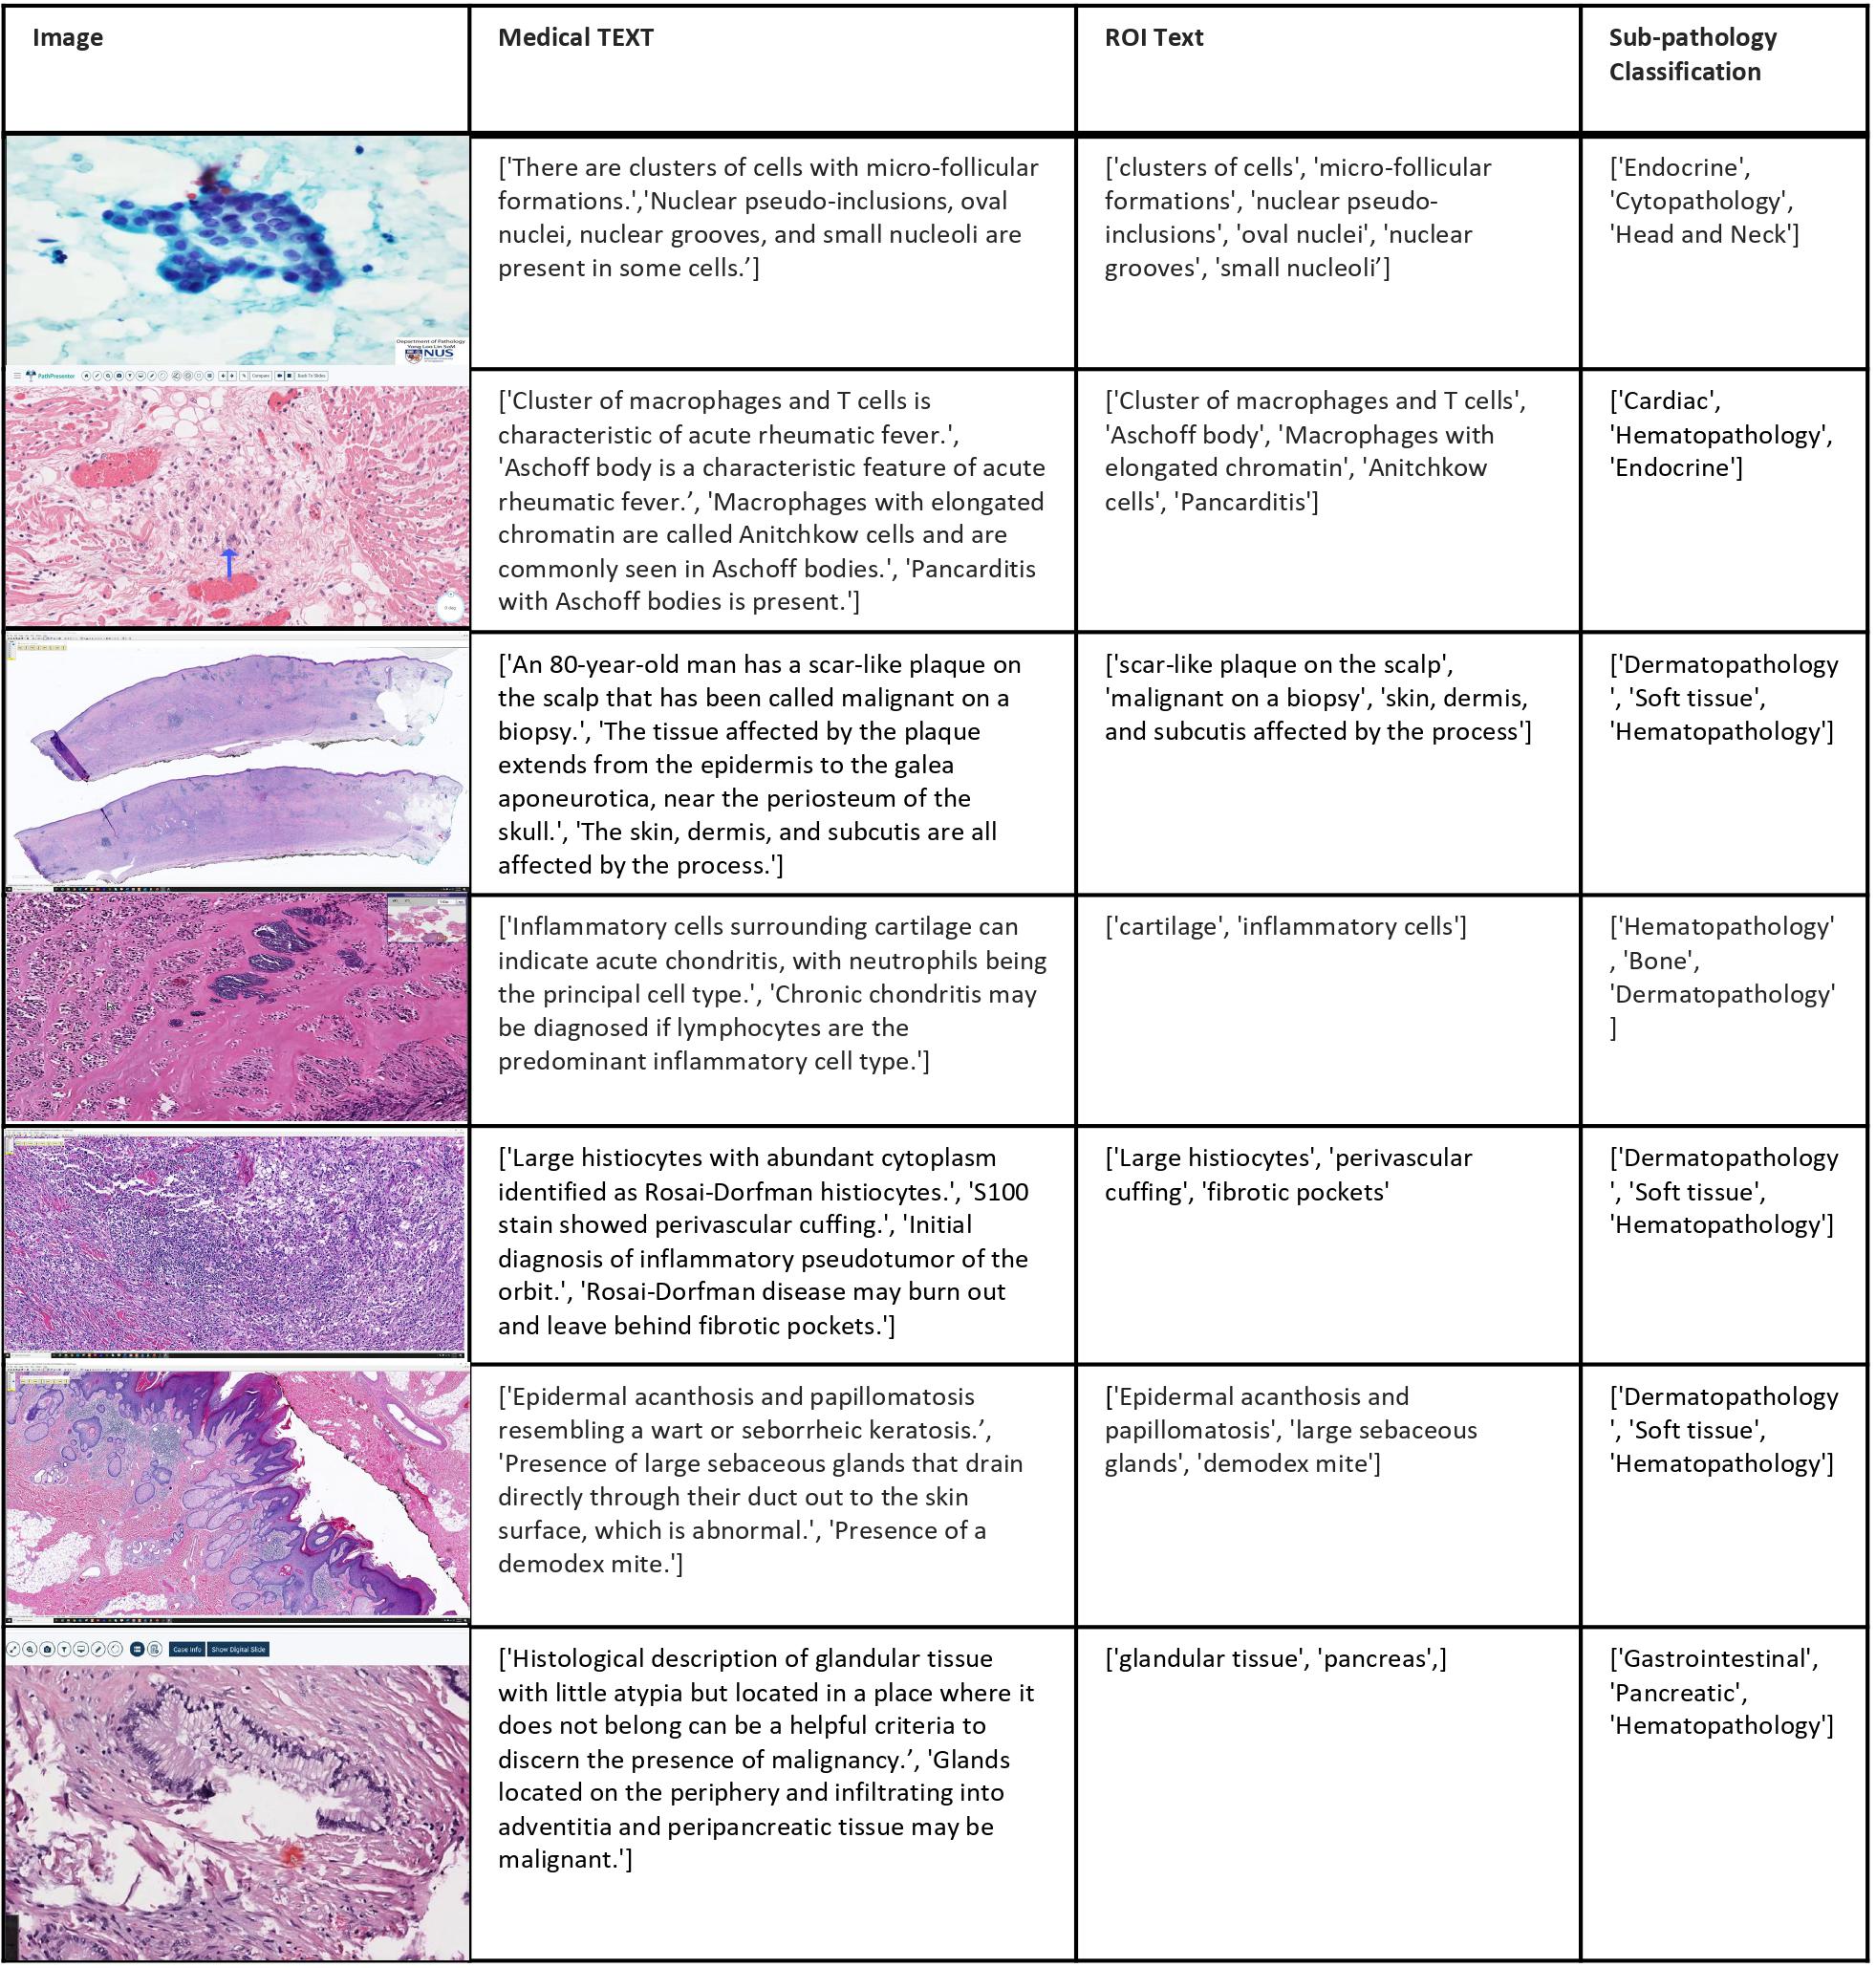 Image
Medical TEXT
ROI Text
Sub-pathology
Classification
Department of Pathology
Yong Loo Lin SoM
NUS
['There are clusters of cells with micro-follicular
formations.','Nuclear pseudo-inclusions, oval
nuclei, nuclear grooves, and small nucleoli are
present in some cells.’]
['clusters of cells', 'micro-follicular
formations', 'nuclear pseudo-
inclusions', 'oval nuclei', 'nuclear
grooves', 'small nucleoli’]
['Endocrine',
'Cytopathology',
'Head and Neck']
PathPresenter
Compare
Back To Slides
['Cluster of macrophages and T cells is
characteristic of acute rheumatic fever.',
'Aschoff body is a characteristic feature of acute
rheumatic fever.’, 'Macrophages with elongated
chromatin are called Anitchkow cells and are
commonly seen in Aschoff bodies.', 'Pancarditis
with Aschoff bodies is present.']
['Cluster of macrophages and T cells',
'Aschoff body', 'Macrophages with
elongated chromatin', 'Anitchkow
cells', 'Pancarditis']
['Cardiac',
'Hematopathology',
'Endocrine']
['An 80-year-old man has a scar-like plaque on
the scalp that has been called malignant on a
biopsy.', 'The tissue affected by the plaque
extends from the epidermis to the galea
aponeurotica, near the periosteum of the
skull.', 'The skin, dermis, and subcutis are all
affected by the process.']
['scar-like plaque on the scalp',
'malignant on a biopsy', 'skin, dermis,
and subcutis affected by the process']
['Dermatopathology
', 'Soft tissue',
'Hematopathology']
['Inflammatory cells surrounding cartilage can
indicate acute chondritis, with neutrophils being
the principal cell type.', 'Chronic chondritis may
be diagnosed if lymphocytes are the
predominant inflammatory cell type.']
['cartilage', 'inflammatory cells']
['Hematopathology'
, 'Bone',
'Dermatopathology'
]
['Large histiocytes with abundant cytoplasm
identified as Rosai-Dorfman histiocytes.', 'S100
stain showed perivascular cuffing.', 'Initial
diagnosis of inflammatory pseudotumor of the
orbit.', 'Rosai-Dorfman disease may burn out
and leave behind fibrotic pockets.']
['Large histiocytes', 'perivascular
cuffing', 'fibrotic pockets'
['Dermatopathology
', 'Soft tissue',
'Hematopathology']
['Epidermal acanthosis and papillomatosis
resembling a wart or seborrheic keratosis.’,
'Presence of large sebaceous glands that drain
directly through their duct out to the skin
surface, which is abnormal.', 'Presence of a
demodex mite.']
['Epidermal acanthosis and
papillomatosis', 'large sebaceous
glands', 'demodex mite']
['Dermatopathology
', 'Soft tissue',
'Hematopathology']
Case info
Show Digital Slide
['Histological description of glandular tissue
with little atypia but located in a place where it
does not belong can be a helpful criteria to
discern the presence of malignancy.’, 'Glands
located on the periphery and infiltrating into
adventitia and peripancreatic tissue may be
malignant.']
['glandular tissue', 'pancreas',]
['Gastrointestinal',
'Pancreatic',
'Hematopathology']